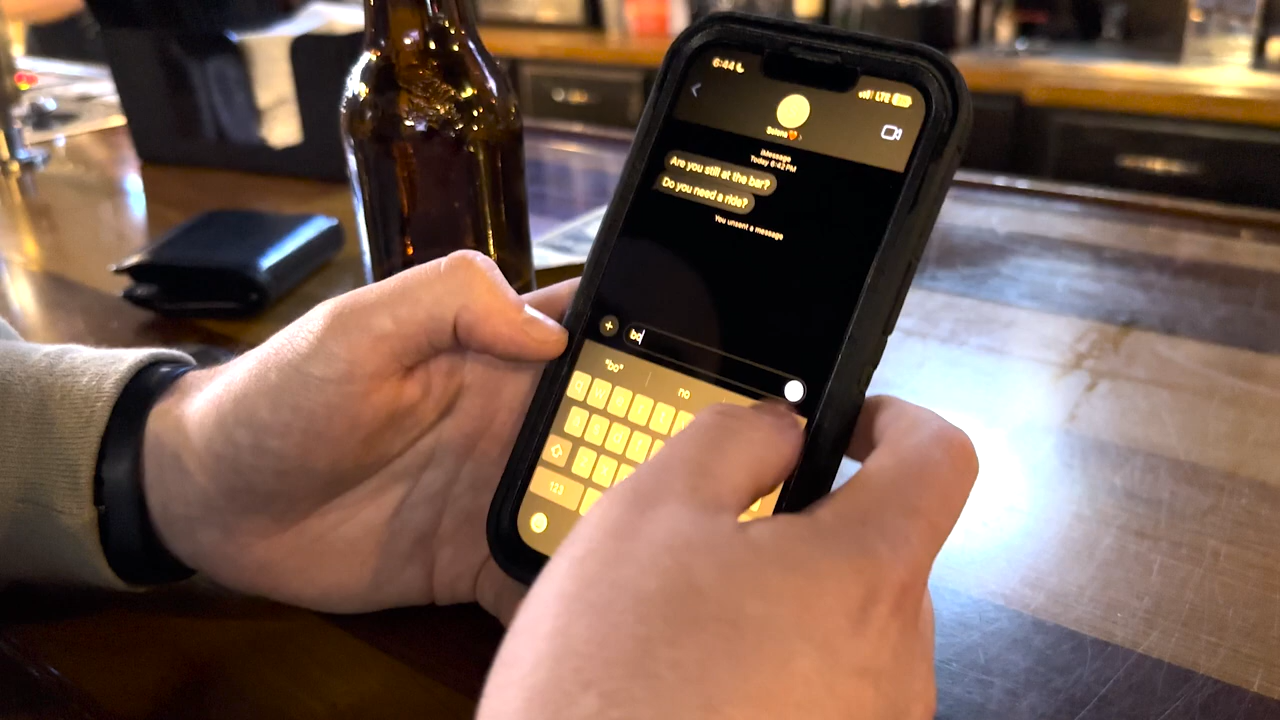 6:44
LTE
Selene🧡 ›
iMessage
Today 6:42 PM
Are you still at the bar?
Do you need a ride?
You unsent a message
bo
"bo" no
123